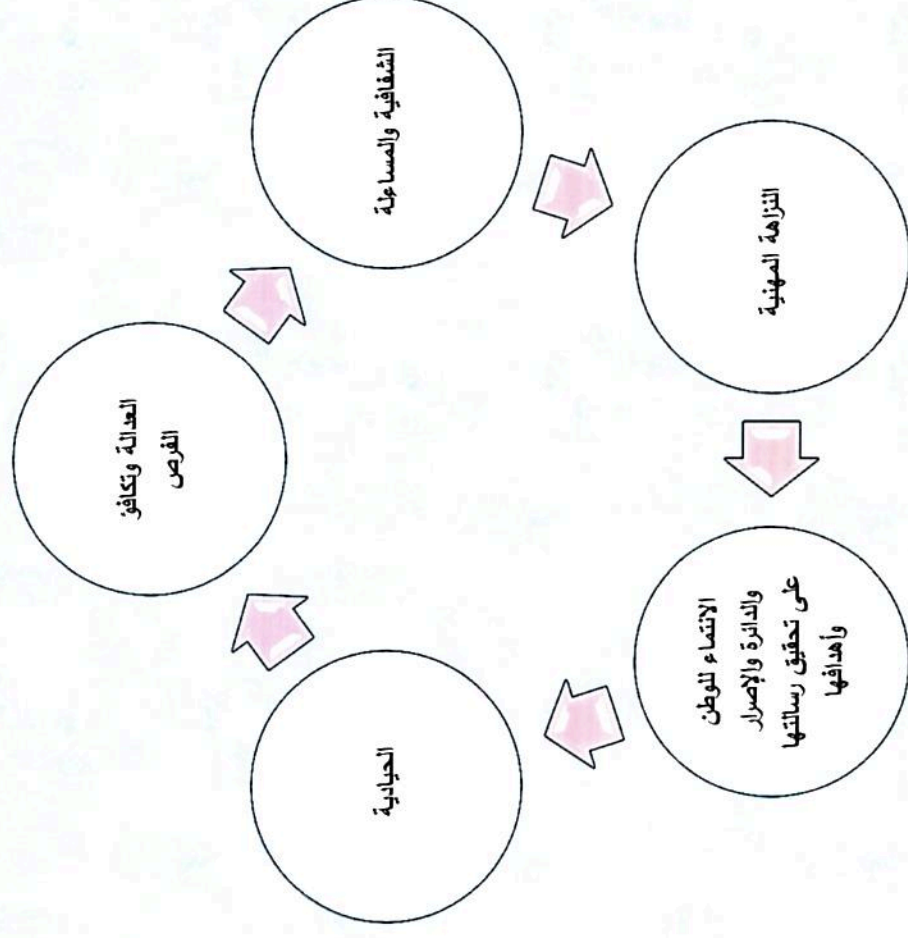 العدالة وتكافؤ
الفرص
الشفافية والمساءلة
النزاهة المهنية
الانتماء للوطن
والدائرة والإصرار
على تحقيق رسالتها
وأهدافها
الحيادية